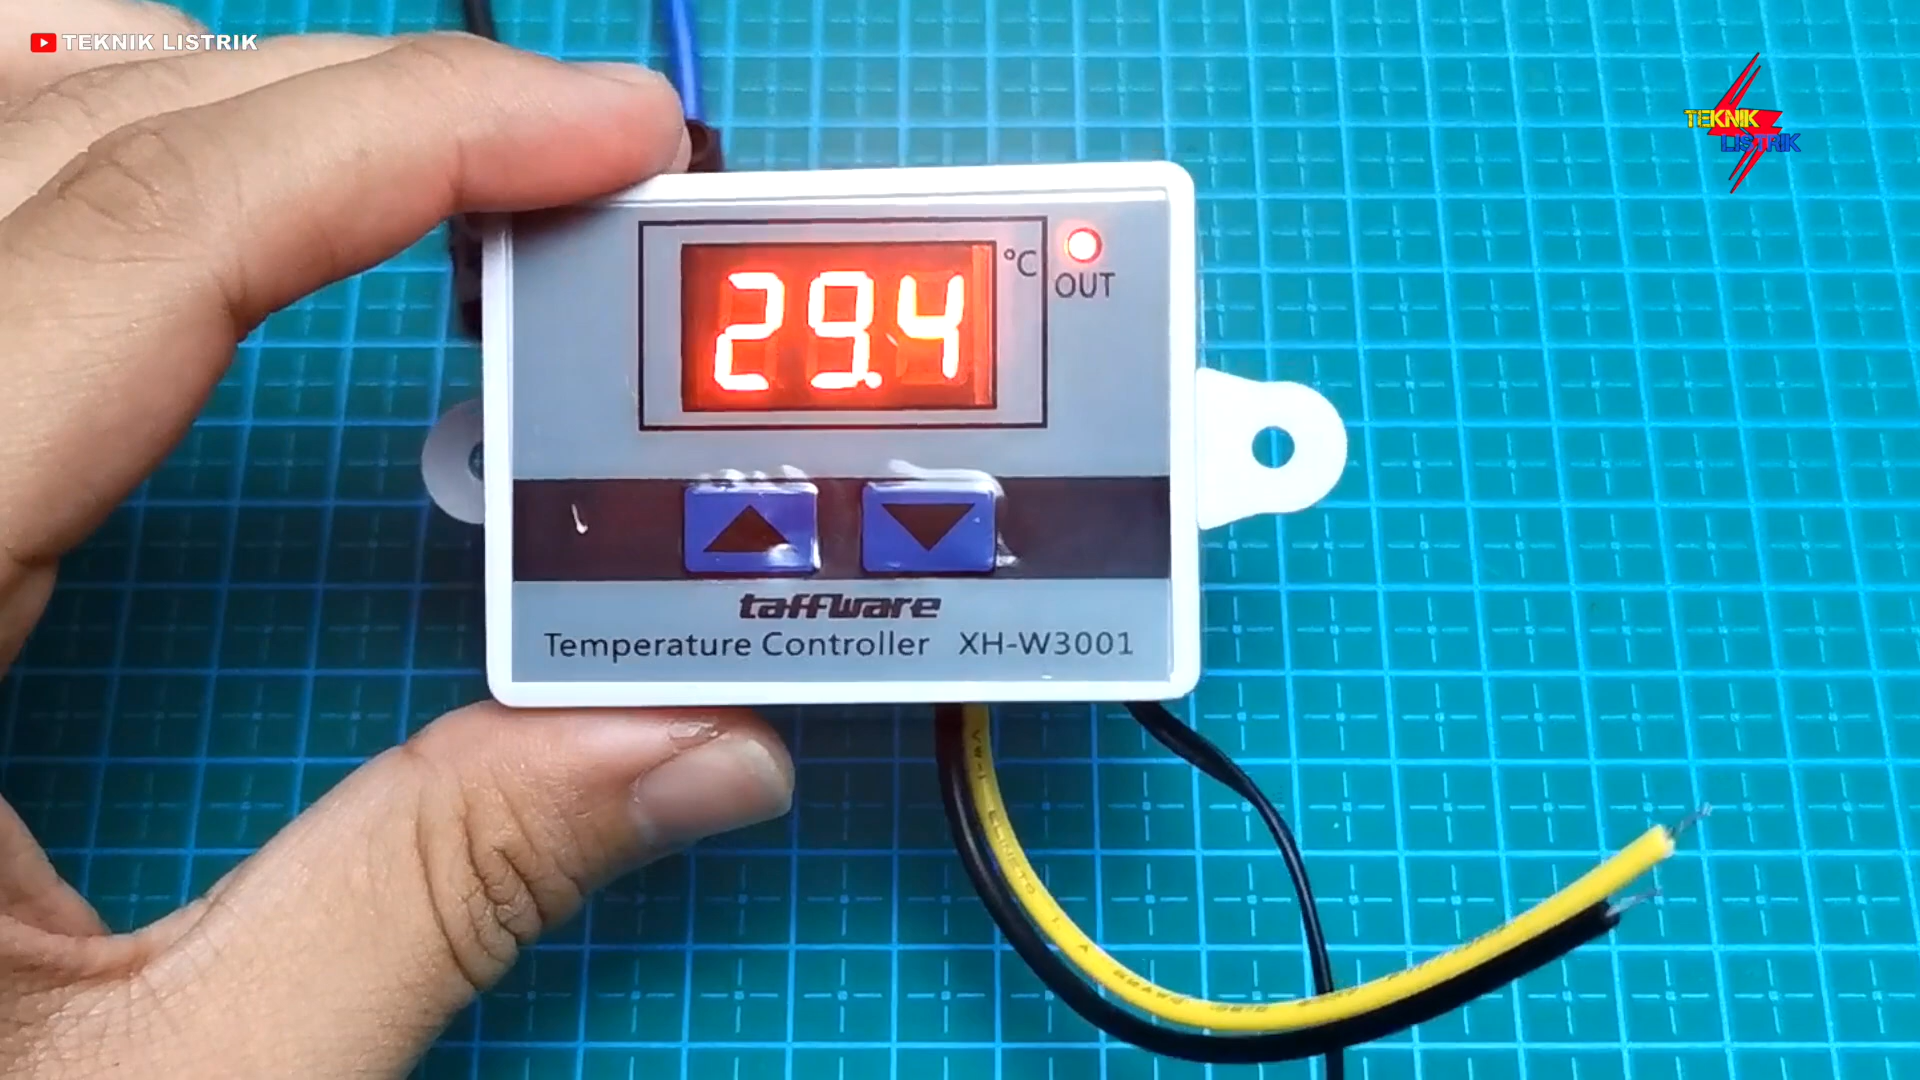 TEKNIK LISTRIK
TEKNIK
LISTRIK
29.4
°C
OUT
taffware
Temperature Controller XH-W3001